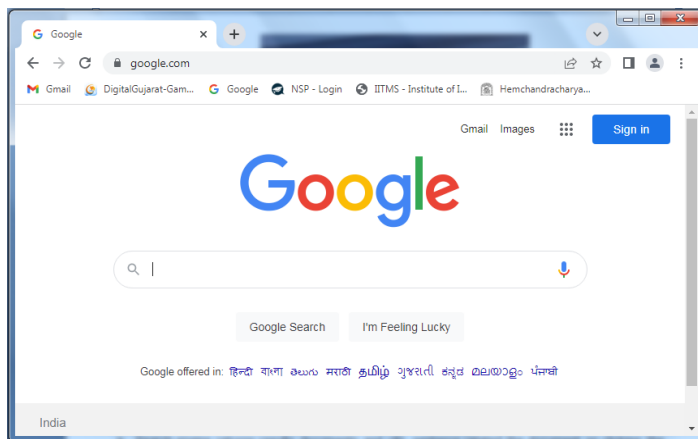 Google
google.com
Gmail DigitalGujarat-Gam... Google NSP - Login IITMS - Institute of I... Hemchandracharya...
Gmail Images Sign in
Google
Google Search I'm Feeling Lucky
Google offered in: हिन्दी বাংলা తెలుగు मराठी தமிழ் ગુજરાતી ಕನ್ನಡ മലയാളം ਪੰਜਾਬੀ
India